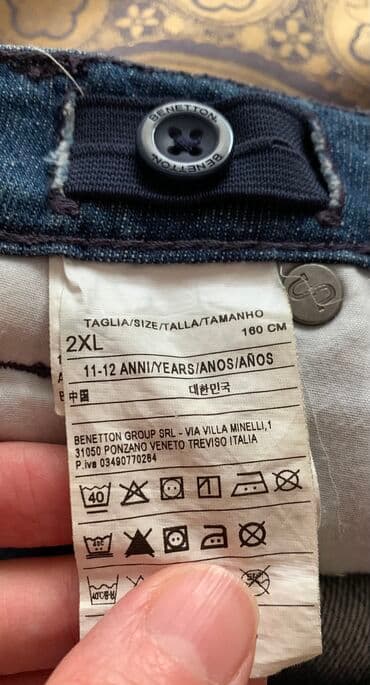 BENETTON
BENETTON
TAGLIA/SIZE/TALLA/TAMANHO
2XL 160 CM
11-12 ANNI/YEARS/ANOS/AÑOS
中国 대한민국
BENETTON GROUP SRL - VIA VILLA MINELLI,1
31050 PONZANO VENETO TREVISO ITALIA
P.iva 03490770264
40